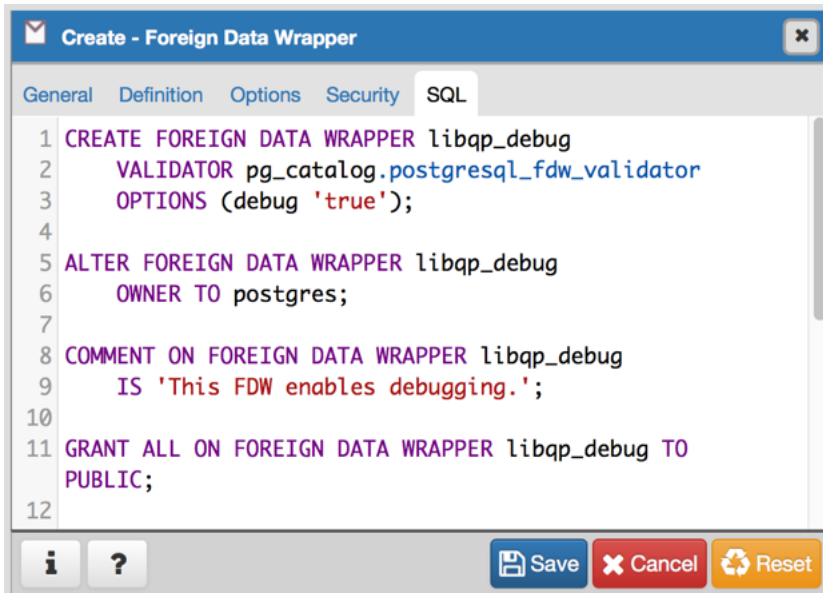 Create - Foreign Data Wrapper
General Definition Options Security SQL
1 CREATE FOREIGN DATA WRAPPER libqp_debug
2     VALIDATOR pg_catalog.postgresql_fdw_validator
3     OPTIONS (debug 'true');
4
5 ALTER FOREIGN DATA WRAPPER libqp_debug
6     OWNER TO postgres;
7
8 COMMENT ON FOREIGN DATA WRAPPER libqp_debug
9     IS 'This FDW enables debugging.';
10
11 GRANT ALL ON FOREIGN DATA WRAPPER libqp_debug TO
PUBLIC;
12
i ? Save Cancel Reset